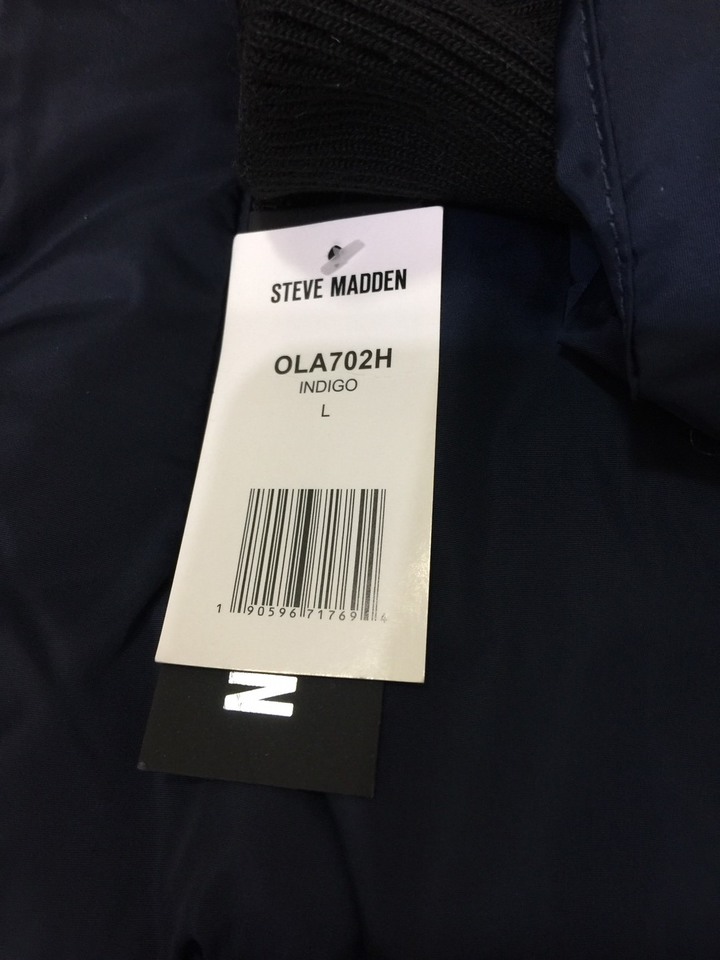 STEVE MADDEN
OLA702H
INDIGO
L
1 90596 71769 4
N